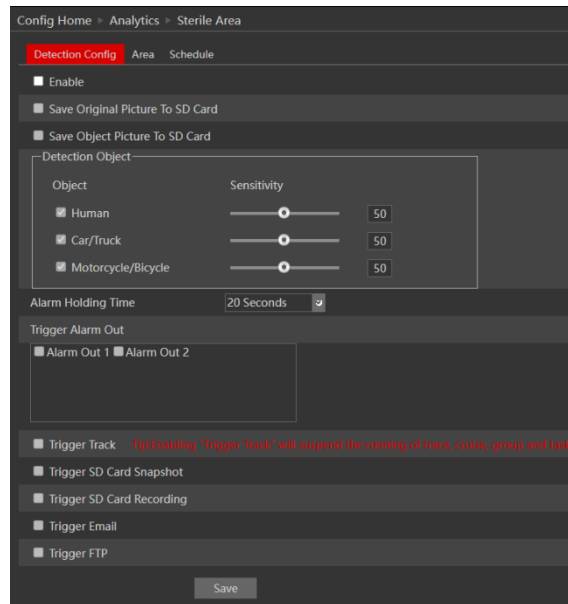 Config Home ▸ Analytics ▸ Sterile Area
Detection Config Area Schedule
Enable
Save Original Picture To SD Card
Save Object Picture To SD Card
Detection Object
Object Sensitivity
Human 50
Car/Truck 50
Motorcycle/Bicycle 50
Alarm Holding Time 20 Seconds
Trigger Alarm Out
Alarm Out 1 Alarm Out 2
Trigger Track Tip:Enabling "Trigger Track" will suspend the running of trace, cruise, group and
Trigger SD Card Snapshot
Trigger SD Card Recording
Trigger Email
Trigger FTP
Save